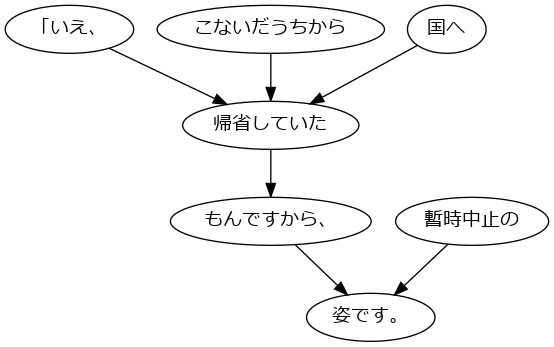 「いえ、
こないだうちから
国へ
帰省していた
もんですから、
暫時中止の
姿です。